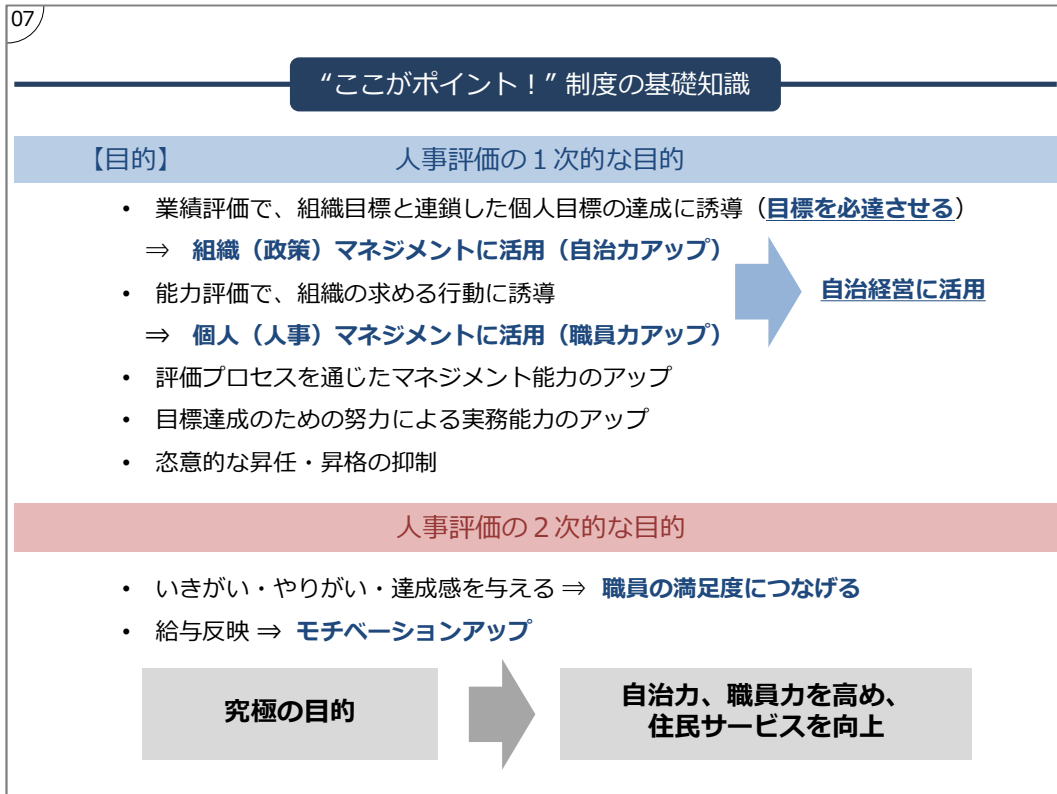 07
“ここがポイント！” 制度の基礎知識
【目的】 人事評価の１次的な目的
• 業績評価で、組織目標と連鎖した個人目標の達成に誘導（目標を必達させる）
⇒ 組織（政策）マネジメントに活用（自治力アップ）
• 能力評価で、組織の求める行動に誘導
⇒ 個人（人事）マネジメントに活用（職員力アップ）
自治経営に活用
• 評価プロセスを通じたマネジメント能力のアップ
• 目標達成のための努力による実務能力のアップ
• 恣意的な昇任・昇格の抑制
人事評価の２次的な目的
• いきがい・やりがい・達成感を与える ⇒ 職員の満足度につなげる
• 給与反映 ⇒ モチベーションアップ
究極の目的
自治力、職員力を高め、
住民サービスを向上